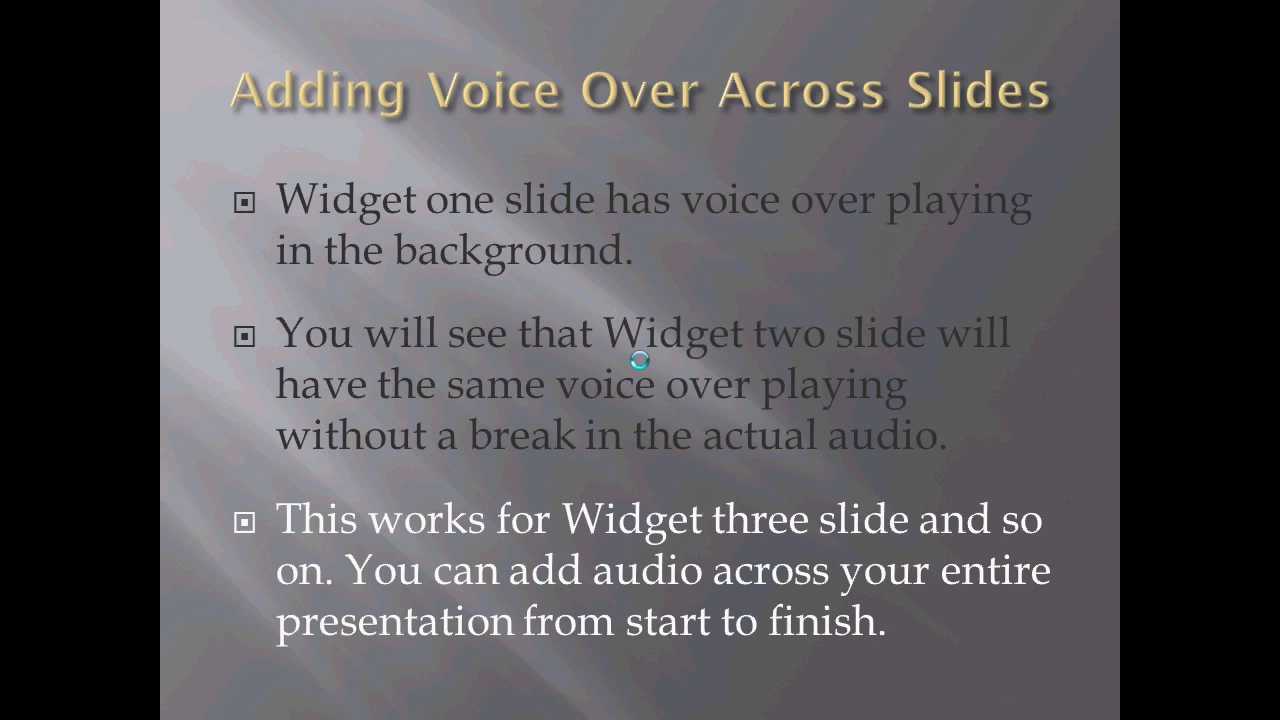 Adding Voice Over Across Slides
Widget one slide has voice over playing
in the background.
You will see that Widget two slide will
have the same voice over playing
without a break in the actual audio.
This works for Widget three slide and so
on. You can add audio across your entire
presentation from start to finish.